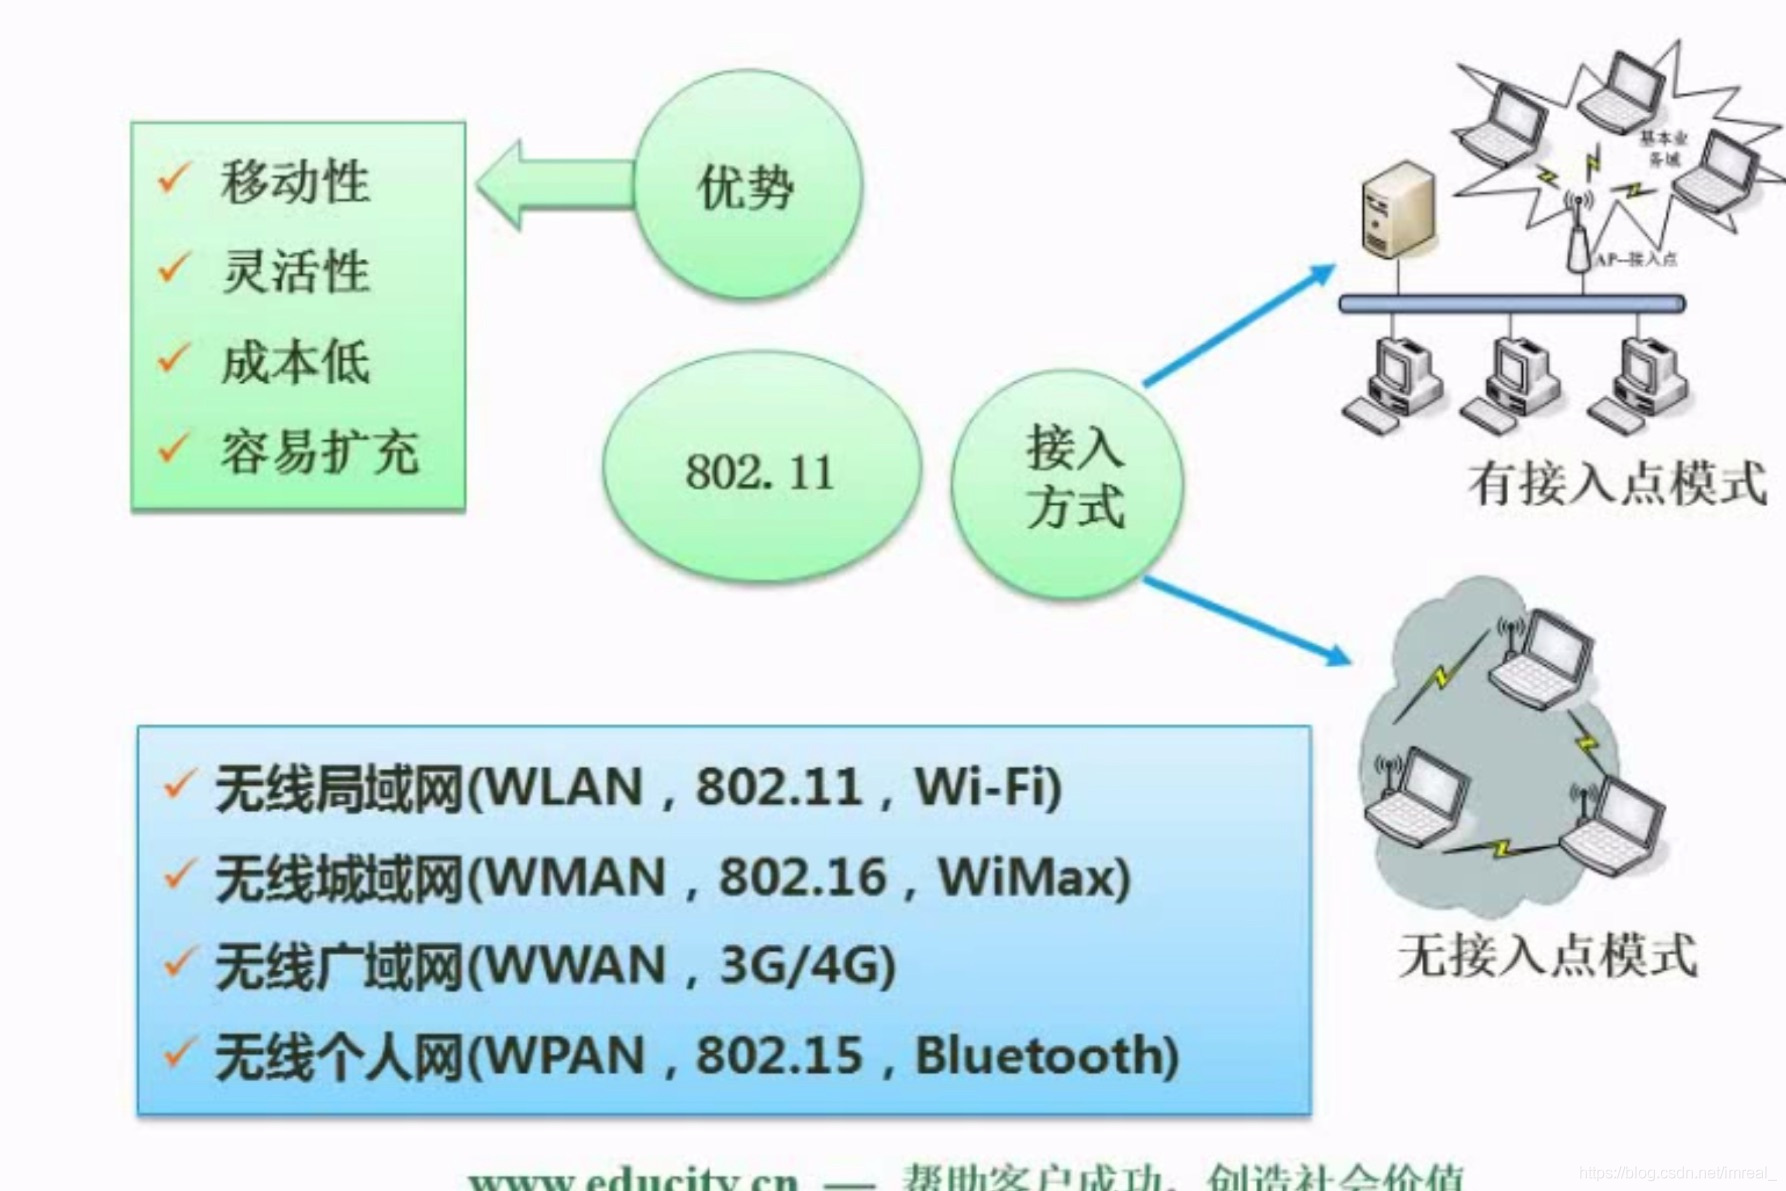 优势
移动性
灵活性
成本低
容易扩充
802.11
接入
方式
基本业
务域
AP--接入点
有接入点模式
无接入点模式
无线局域网(WLAN，802.11，Wi-Fi)
无线城域网(WMAN，802.16，WiMax)
无线广域网(WWAN，3G/4G)
无线个人网(WPAN，802.15，Bluetooth)
www.educity.cn — 帮助客户成功，创造社会价值
https://blog.csdn.net/imreal_